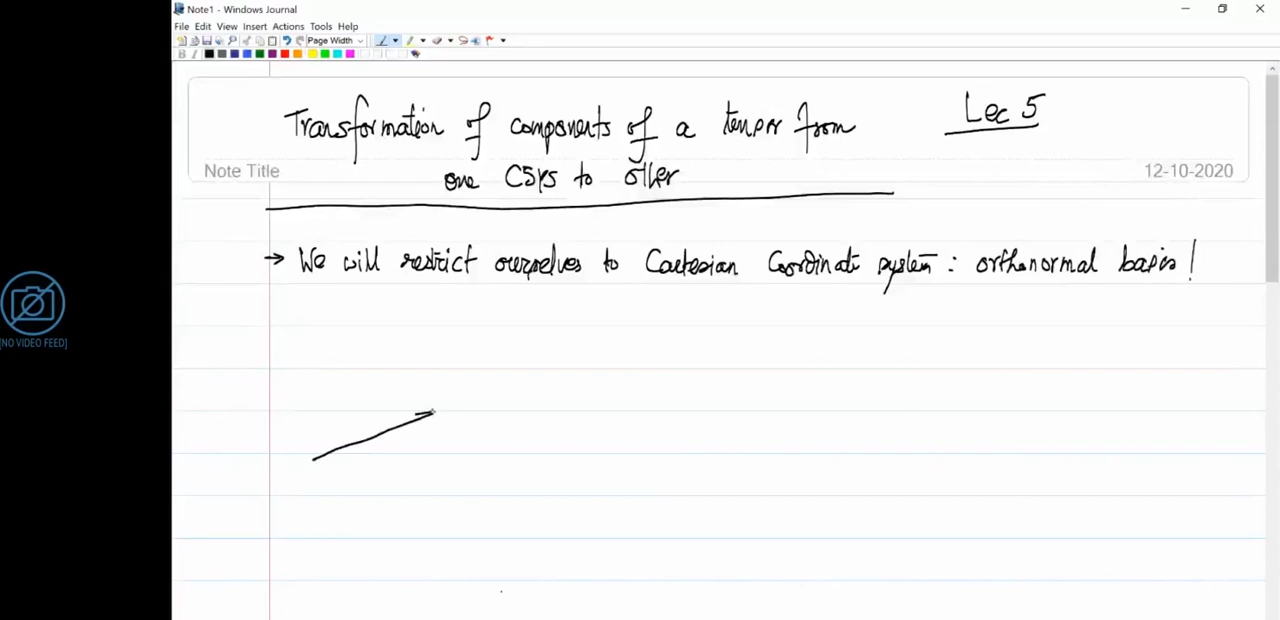 Note1 - Windows Journal
File Edit View Insert Actions Tools Help
Page Width
B I
Transformation of components of a tensor from
Lec 5
one CSYS to other
Note Title
12-10-2020
→ We will restrict ourselves to Cartesian Coordinate system : orthonormal basis !
[NO VIDEO FEED]